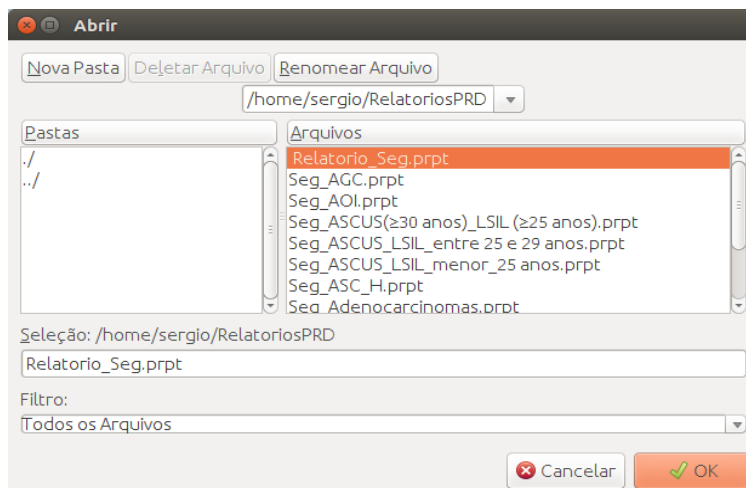 Abrir
Nova Pasta Deletar Arquivo Renomear Arquivo
/home/sergio/RelatoriosPRD
Pastas Arquivos
./
../
Relatorio_Seg.prpt
Seg_AGC.prpt
Seg_AOI.prpt
Seg_ASCUS(≥30 anos)_LSIL (≥25 anos).prpt
Seg_ASCUS_LSIL_entre 25 e 29 anos.prpt
Seg_ASCUS_LSIL_menor_25 anos.prpt
Seg_ASC_H.prpt
Seg_Adenocarcinomas.prpt
Seleção: /home/sergio/RelatoriosPRD
Relatorio_Seg.prpt
Filtro:
Todos os Arquivos
Cancelar OK